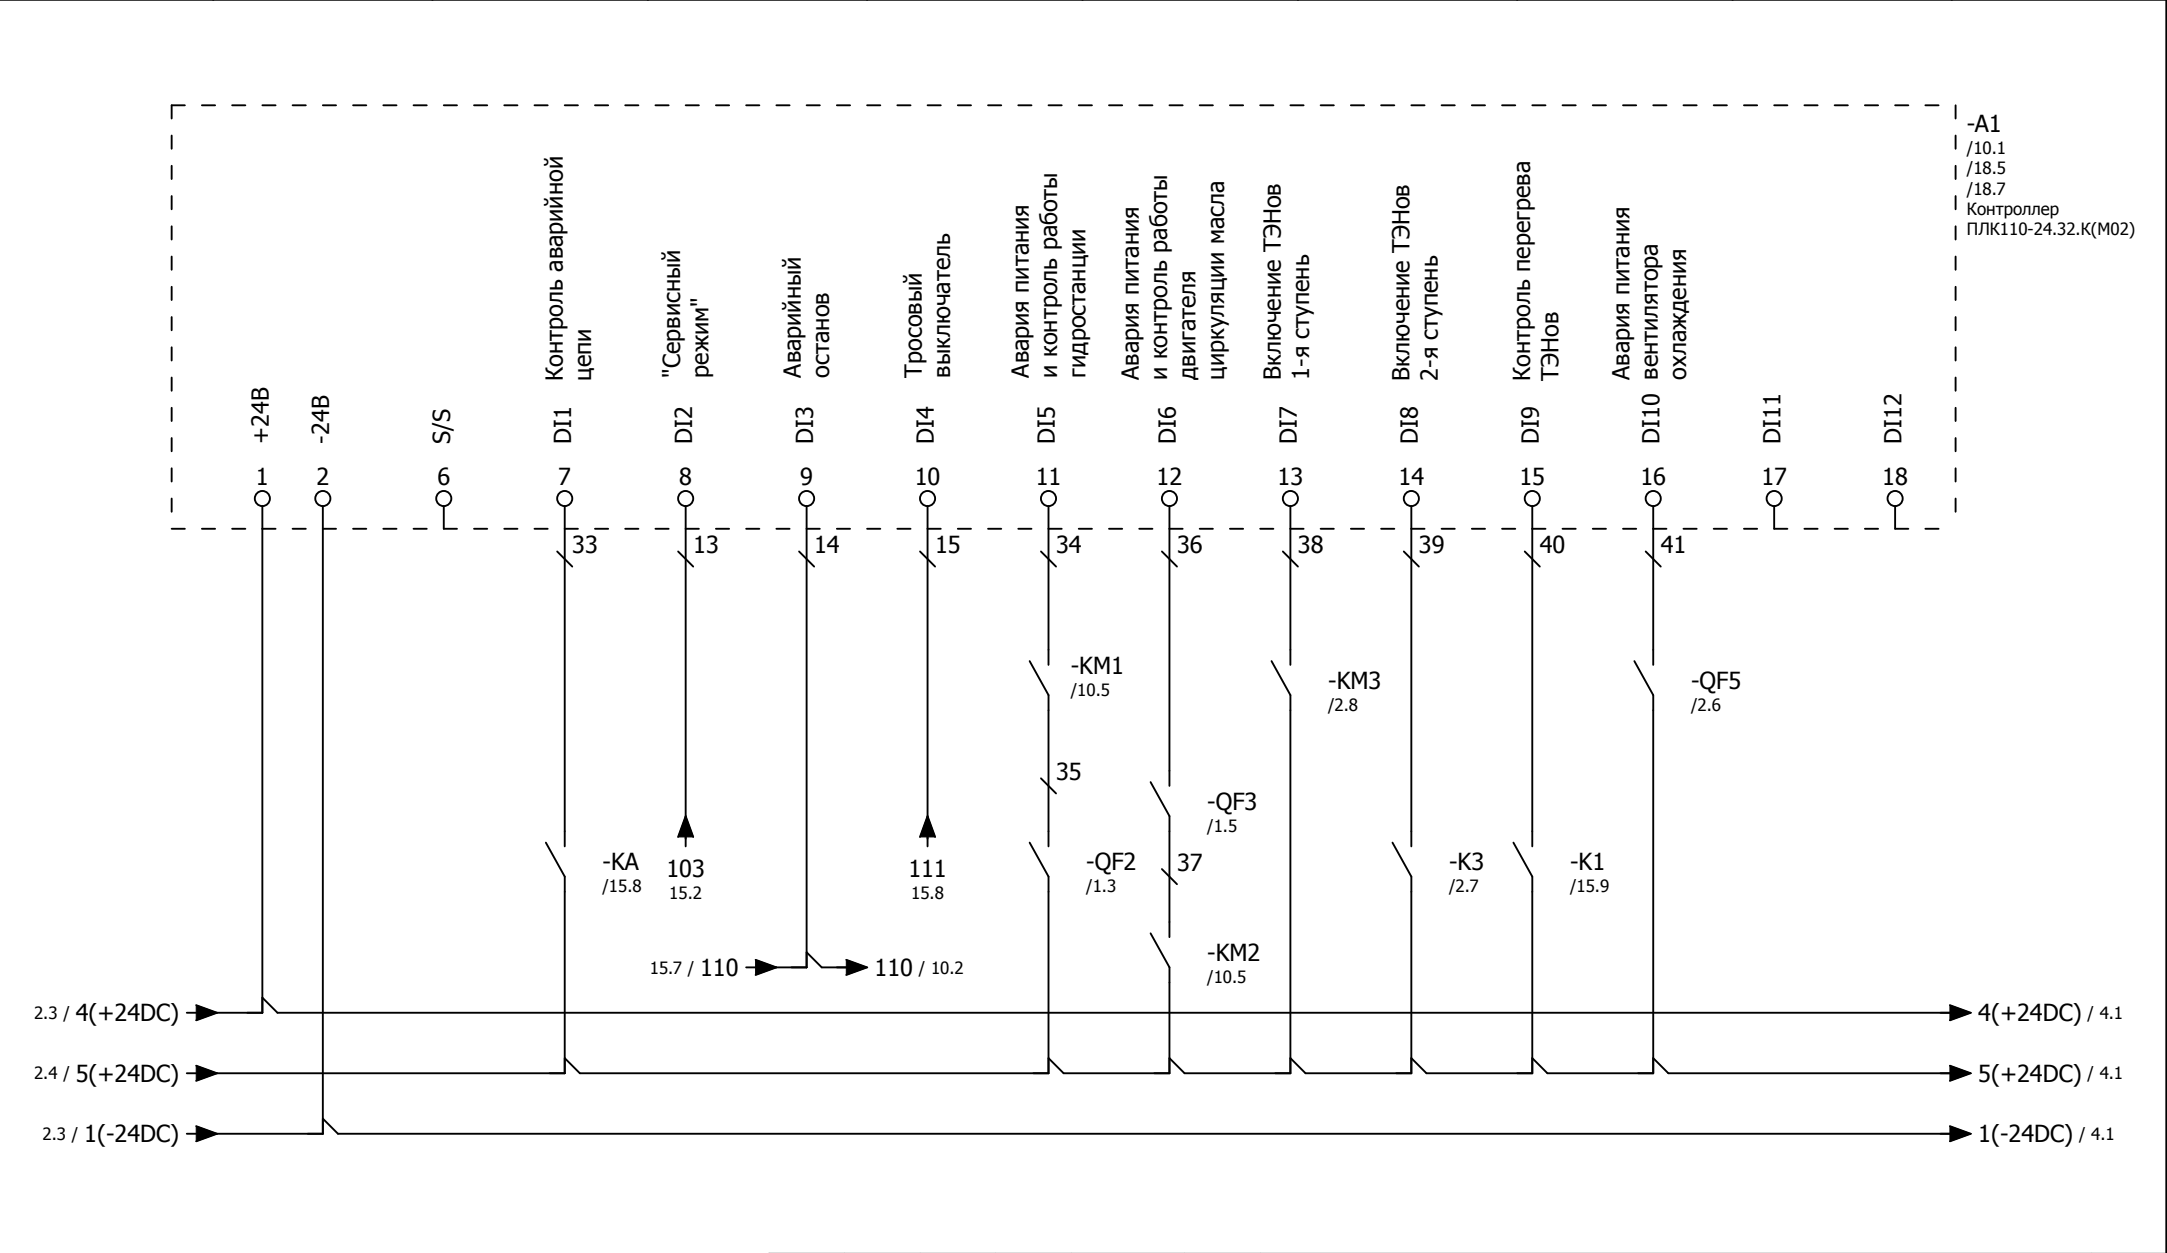 -A1
/10.1
/18.5
/18.7
Контроллер
ПЛК110-24.32.К(М02)
+24В
-24В
S/S
Контроль аварийной
цепи
DI1
"Сервисный
режим"
DI2
Аварийный
останов
DI3
Тросовый
выключатель
DI4
Авария питания
и контроль работы
гидростанции
DI5
Авария питания
и контроль работы
двигателя
циркуляции масла
DI6
Включение ТЭНов
1-я ступень
DI7
Включение ТЭНов
2-я ступень
DI8
Контроль перегрева
ТЭНов
DI9
Авария питания
вентилятора
охлаждения
DI10
DI11
DI12
1 2 6 7 8 9 10 11 12 13 14 15 16 17 18
33 13 14 15 34 36 38 39 40 41
-KM1
/10.5
-KM3
/2.8
-QF5
/2.6
35
-QF3
/1.5
37
-KA
/15.8
103
15.2
111
15.8
-QF2
/1.3
-K3
/2.7
-K1
/15.9
-KM2
/10.5
15.7 / 110
110 / 10.2
2.3 / 4(+24DC)
4(+24DC) / 4.1
2.4 / 5(+24DC)
5(+24DC) / 4.1
2.3 / 1(-24DC)
1(-24DC) / 4.1